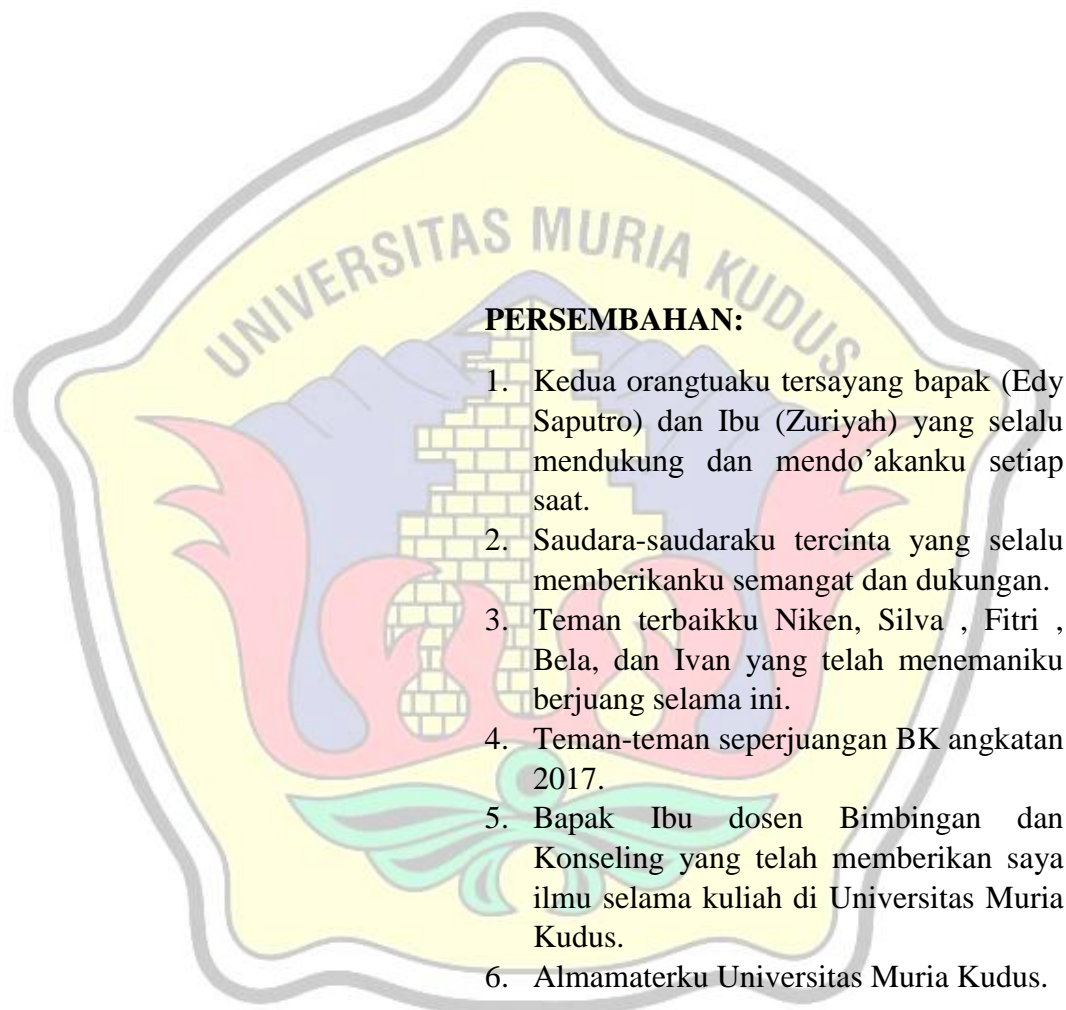 UNIVERSITAS MURIA KUDUS
PERSEMBAHAN:
1. Kedua orangtuaku tersayang bapak (Edy
Saputro) dan Ibu (Zuriyah) yang selalu
mendukung dan mendo’akanku setiap
saat.
2. Saudara-saudaraku tercinta yang selalu
memberikanku semangat dan dukungan.
3. Teman terbaikku Niken, Silva , Fitri ,
Bela, dan Ivan yang telah menemaniku
berjuang selama ini.
4. Teman-teman seperjuangan BK angkatan
2017.
5. Bapak Ibu dosen Bimbingan dan
Konseling yang telah memberikan saya
ilmu selama kuliah di Universitas Muria
Kudus.
6. Almamaterku Universitas Muria Kudus.